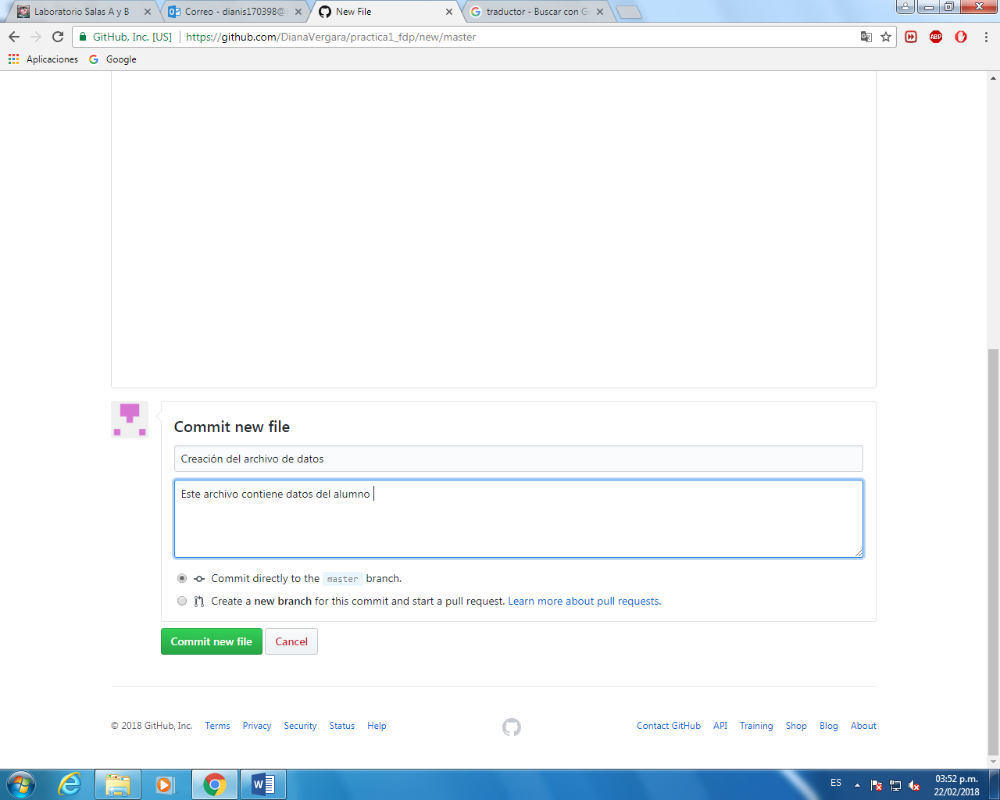 Laboratorio Salas A y B
Correo - dianis170398@
New File
traductor - Buscar con G
GitHub, Inc. [US]
https://github.com/DianaVergara/practica1_fdp/new/master
ABP
Aplicaciones
Google
Commit new file
Creación del archivo de datos
Este archivo contiene datos del alumno
Commit directly to the master branch.
Create a new branch for this commit and start a pull request. Learn more about pull requests.
Commit new file
Cancel
© 2018 GitHub, Inc.
Terms
Privacy
Security
Status
Help
Contact GitHub
API
Training
Shop
Blog
About
ES
03:52 p.m.
22/02/2018